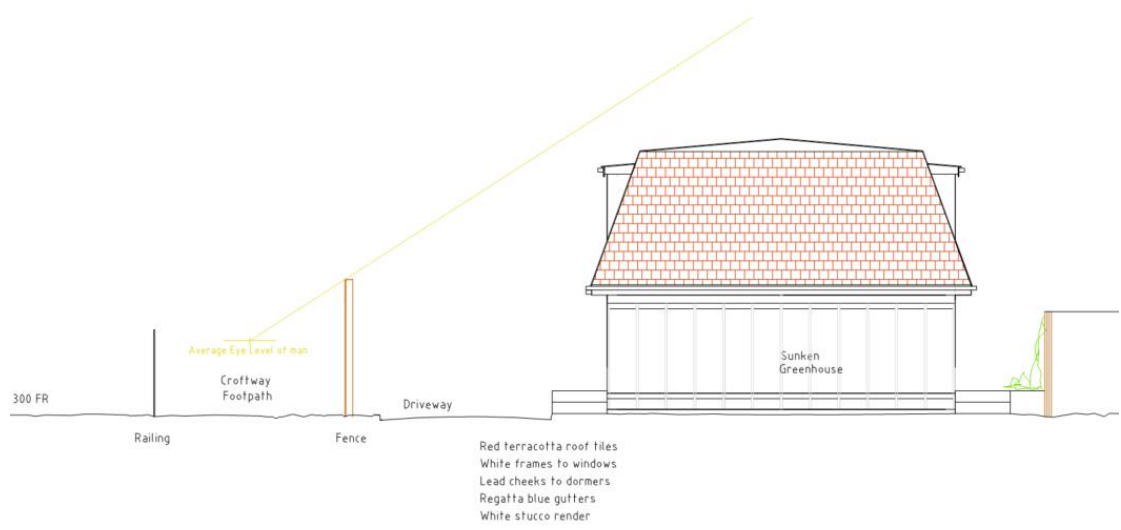 Average Eye Level of man
Croftway
Footpath
300 FR
Driveway
Sunken
Greenhouse
Railing
Fence
Red terracotta roof tiles
White frames to windows
Lead cheeks to dormers
Regatta blue gutters
White stucco render